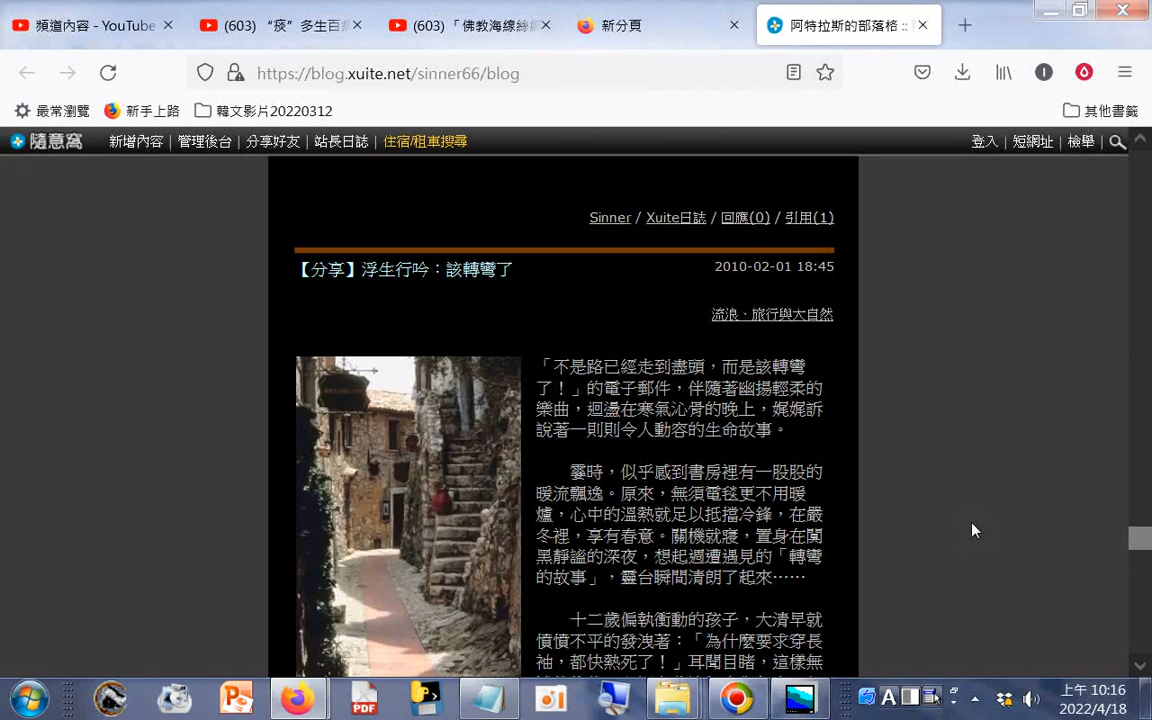 頻道內容 - YouTube
(603) “痰” 多生百
(603)「佛教海線絲
新分頁
阿特拉斯的部落格 ::
https://blog.xuite.net/sinner66/blog
最常瀏覽
新手上路
韓文影片20220312
其他書籤
隨意窩
新增內容 | 管理後台 | 分享好友 | 站長日誌 | 住宿/租車搜尋
登入 | 短網址 | 檢舉 |
Sinner / Xuite日誌 / 回應(0) / 引用(1)
【分享】浮生行吟：該轉彎了
2010-02-01 18:45
流浪、旅行與大自然
「不是路已經走到盡頭，而是該轉彎
了！」的電子郵件，伴隨著幽揚輕柔的
樂曲，迴盪在寒氣沁骨的晚上，娓娓訴
說著一則則令人動容的生命故事。
霎時，似乎感到書房裡有一股股的
暖流飄逸。原來，無須電毯更不用暖
爐，心中的溫熱就足以抵擋冷鋒，在嚴
冬裡，享有春意。關機就寢，置身在闃
黑靜謐的深夜，想起週遭遇見的「轉彎
的故事」，靈台瞬間清朗了起來⋯⋯
十二歲偏執衝動的孩子，大清早就
憤憤不平的發洩著：「為什麼要求穿長
袖，都快熱死了！」耳聞目睹，這樣無
PDF
A
上午 10:16
2022/4/18